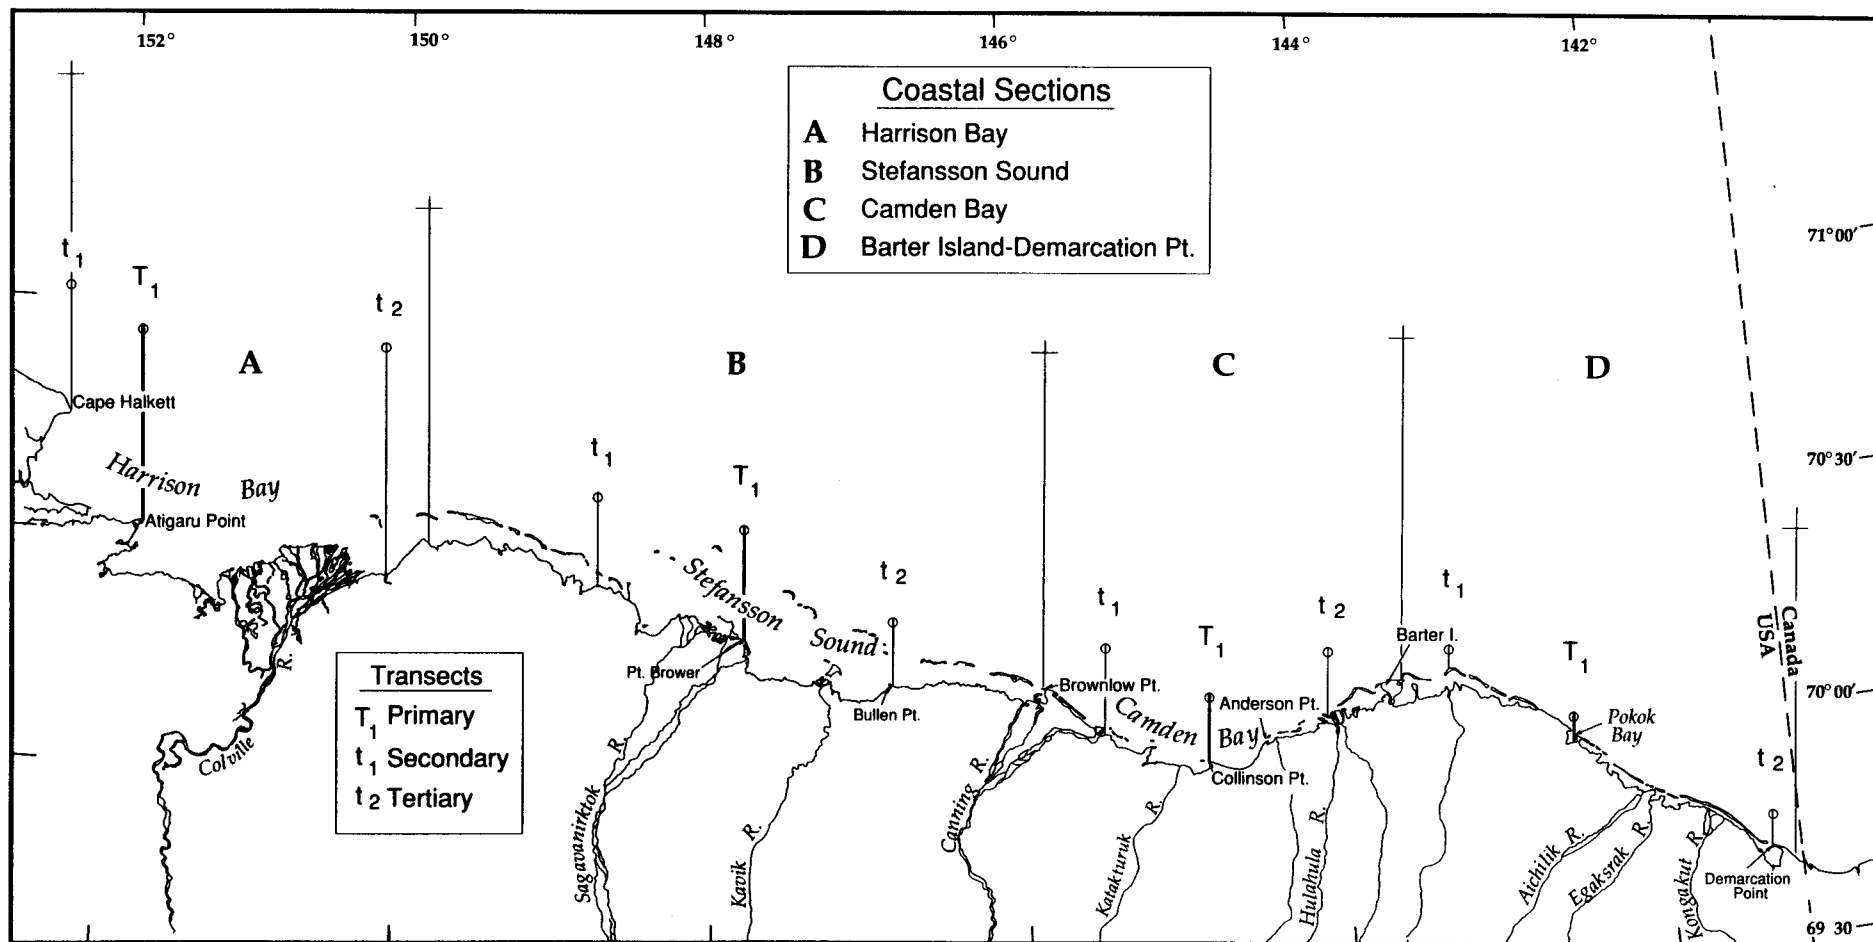 152° 150° 148° 146° 144° 142°
Coastal Sections
A Harrison Bay
B Stefansson Sound
C Camden Bay
D Barter Island-Demarcation Pt.
71°00'
t1
T1
t2
A
B
C
D
Cape Halkett
t1
70°30'
Harrison Bay
T1
Atigaru Point
Stefansson
Sound
t2
t1
T1
t2
t1
T1
Canada
USA
Barter I.
Transects
T1 Primary
t1 Secondary
t2 Tertiary
R.
Pt. Brower
Brownlow Pt.
70°00'
Bullen Pt.
Camden Bay
Anderson Pt.
Collinson Pt.
Pokok
Bay
t2
Colville
Sagavanirktok R.
Kavik R.
Canning R.
Katakturuk R.
Hulahula R.
Aichilik R.
Egaksrak R.
Kongakut R.
Demarcation
Point
69 30